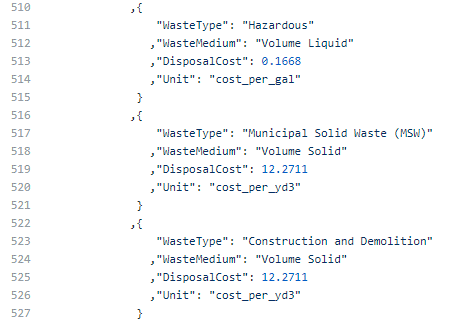 510 ,{
511 "WasteType": "Hazardous"
512 ,"WasteMedium": "Volume Liquid"
513 ,"DisposalCost": 0.1668
514 ,"Unit": "cost_per_gal"
515 }
516 ,{
517 "WasteType": "Municipal Solid Waste (MSW)"
518 ,"WasteMedium": "Volume Solid"
519 ,"DisposalCost": 12.2711
520 ,"Unit": "cost_per_yd3"
521 }
522 ,{
523 "WasteType": "Construction and Demolition"
524 ,"WasteMedium": "Volume Solid"
525 ,"DisposalCost": 12.2711
526 ,"Unit": "cost_per_yd3"
527 }